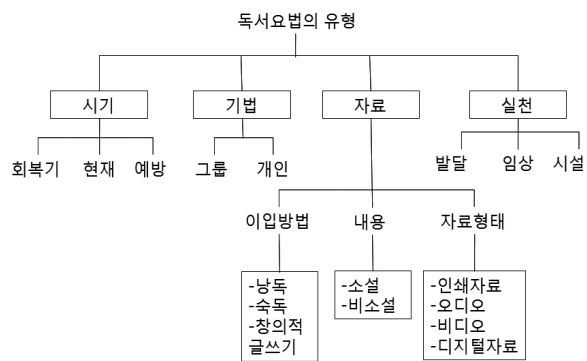 독서요법의 유형
시기 기법 자료 실천
회복기 현재 예방 그룹 개인 발달 임상 시설
이입방법 내용 자료형태
-낭독
-숙독
-창의적
글쓰기
-소설
-비소설
-인쇄자료
-오디오
-비디오
-디지털자료